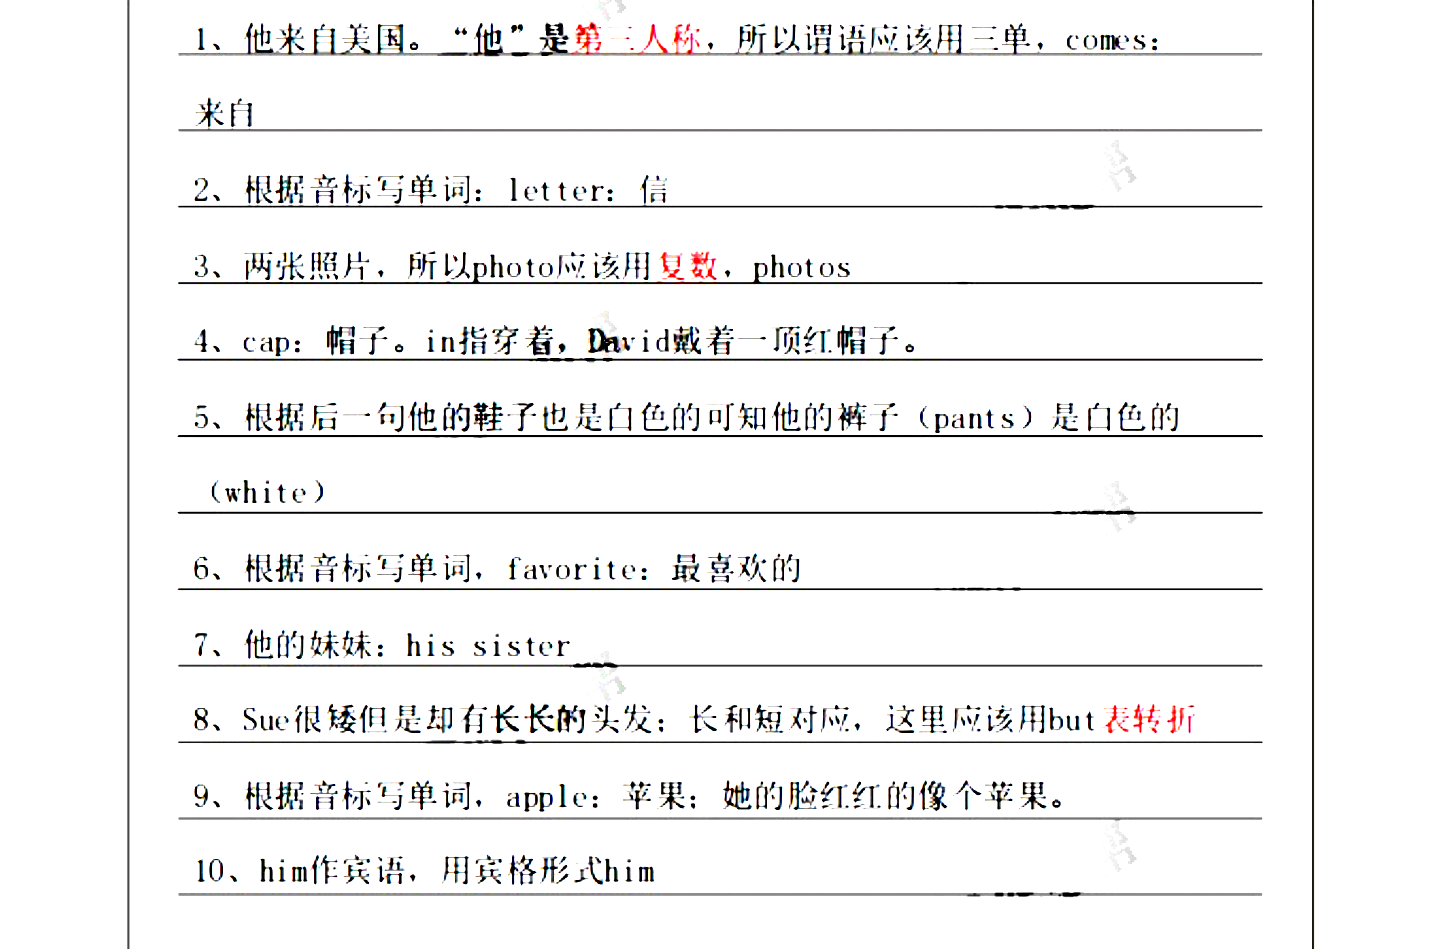 1、他来自美国。“他”是第三人称，所以谓语应该用三单，comes：
来自
2、根据音标写单词：letter：信
3、两张照片，所以photo应该用复数，photos
4、cap：帽子。in指穿着，David戴着一顶红帽子。
5、根据后一句他的鞋子也是白色的可知他的裤子（pants）是白色的
（white）
6、根据音标写单词，favorite：最喜欢的
7、他的妹妹：his sister
8、Sue很矮但是却有长长的头发；长和短对应，这里应该用but表转折
9、根据音标写单词，apple：苹果；她的脸红红的像个苹果。
10、him作宾语，用宾格形式him